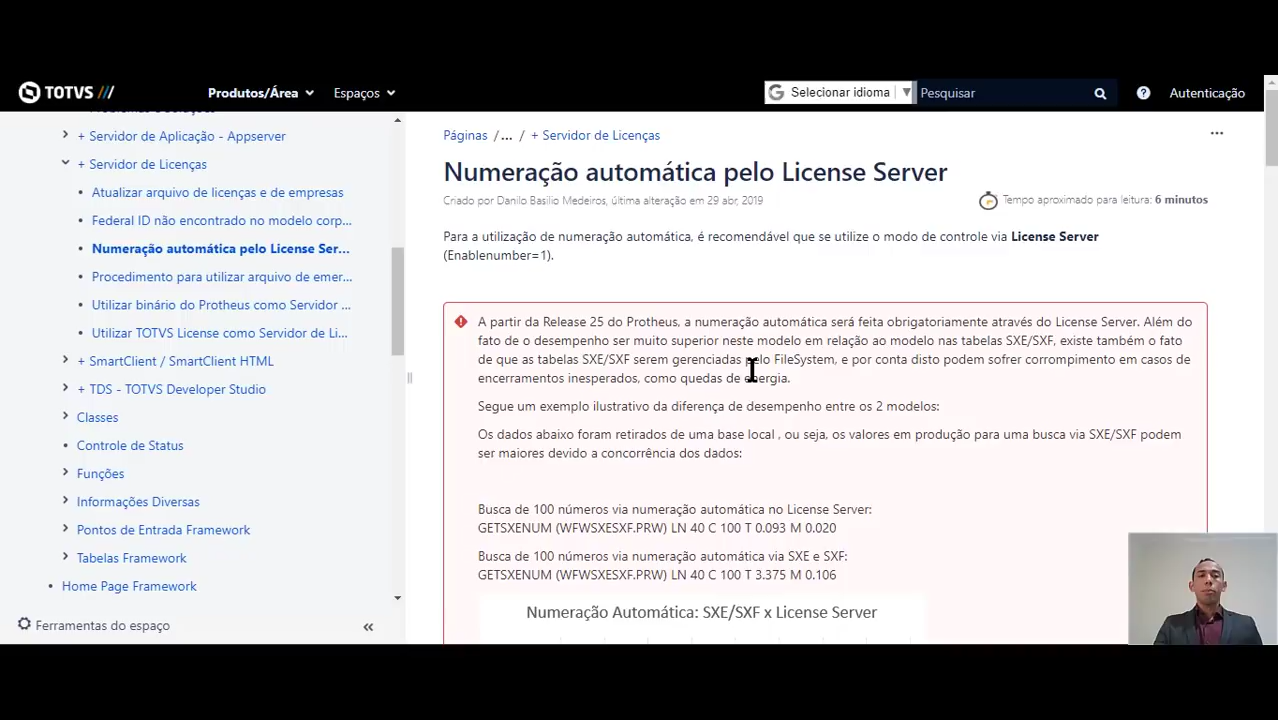 TOTVS
Produtos/Área
Espaços
Selecionar idioma
Pesquisar
Autenticação
+ Servidor de Aplicação - Appserver
+ Servidor de Licenças
Atualizar arquivo de licenças e de empresas
Federal ID não encontrado no modelo corp...
Numeração automática pelo License Ser...
Procedimento para utilizar arquivo de emer...
Utilizar binário do Protheus como Servidor ...
Utilizar TOTVS License como Servidor de Li...
+ SmartClient / SmartClient HTML
+ TDS - TOTVS Developer Studio
Classes
Controle de Status
Funções
Informações Diversas
Pontos de Entrada Framework
Tabelas Framework
Home Page Framework
Ferramentas do espaço
Páginas /... / + Servidor de Licenças
Numeração automática pelo License Server
Criado por Danilo Basilio Medeiros, última alteração em 29 abr, 2019
Tempo aproximado para leitura: 6 minutos
Para a utilização de numeração automática, é recomendável que se utilize o modo de controle via License Server
(Enablenumber=1).
A partir da Release 25 do Protheus, a numeração automática será feita obrigatoriamente através do License Server. Além do
fato de o desempenho ser muito superior neste modelo em relação ao modelo nas tabelas SXE/SXF, existe também o fato
de que as tabelas SXE/SXF serem gerenciadas pelo FileSystem, e por conta disto podem sofrer corrompimento em casos de
encerramentos inesperados, como quedas de energia.
Segue um exemplo ilustrativo da diferença de desempenho entre os 2 modelos:
Os dados abaixo foram retirados de uma base local , ou seja, os valores em produção para uma busca via SXE/SXF podem
ser maiores devido a concorrência dos dados:
Busca de 100 números via numeração automática no License Server:
GETSXENUM (WFWSXESXF.PRW) LN 40 C 100 T 0.093 M 0.020
Busca de 100 números via numeração automática via SXE e SXF:
GETSXENUM (WFWSXESXF.PRW) LN 40 C 100 T 3.375 M 0.106
Numeração Automática: SXE/SXF x License Server